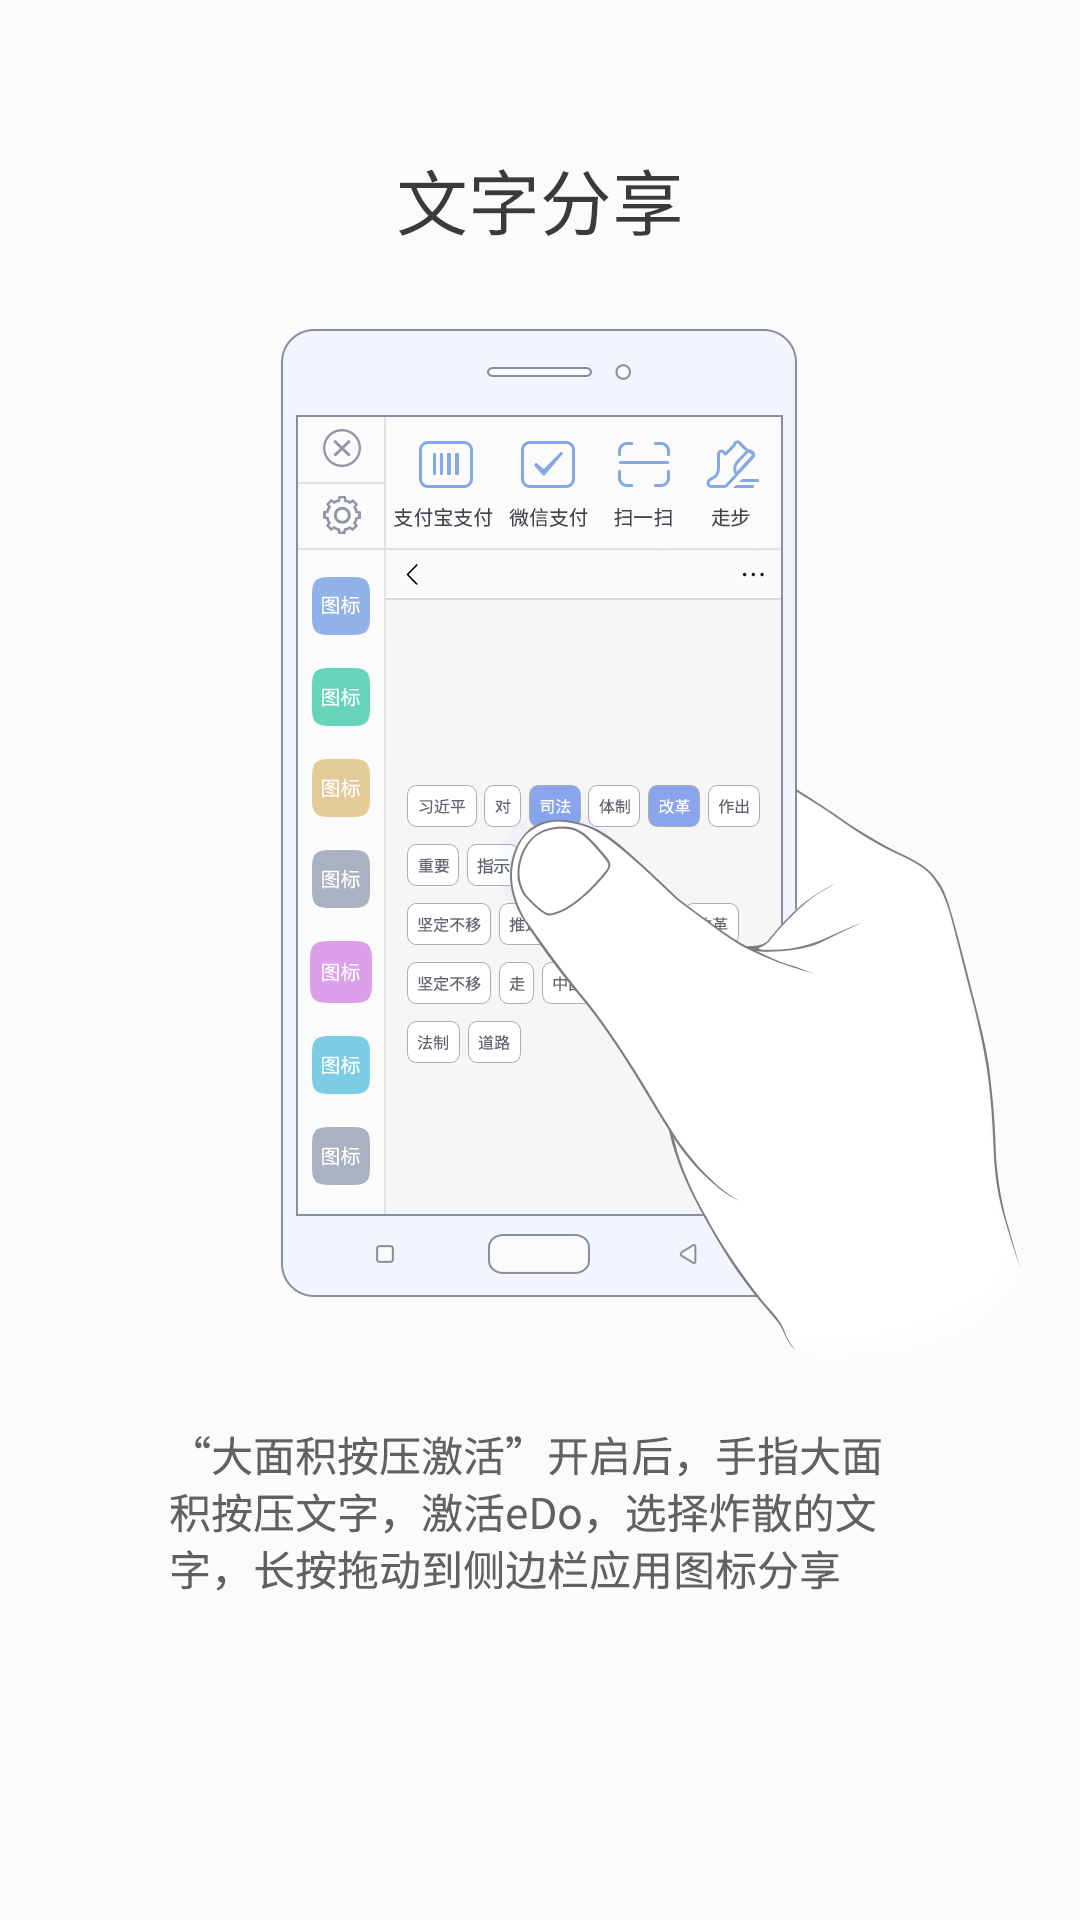 文字分享
支付宝支付 微信支付 扫一扫 走步
图标
图标
图标
图标
图标
图标
图标
习近平 对 司法 体制 改革 作出
重要 指示
坚定不移 革
坚定不移 走 中
法制 道路
“大面积按压激活”开启后，手指大面
积按压文字，激活eDo，选择炸散的文
字，长按拖动到侧边栏应用图标分享